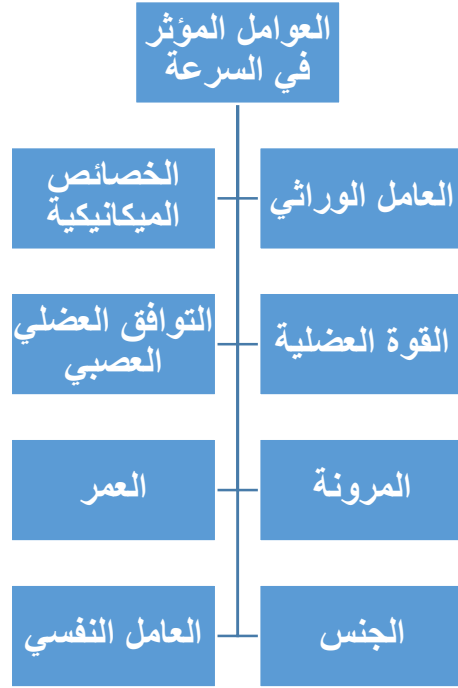 العوامل المؤثر
في السرعة
العامل الوراثي
الخصائص
الميكانيكية
القوة العضلية
التوافق العضلي
العصبي
المرونة
العمر
الجنس
العامل النفسي